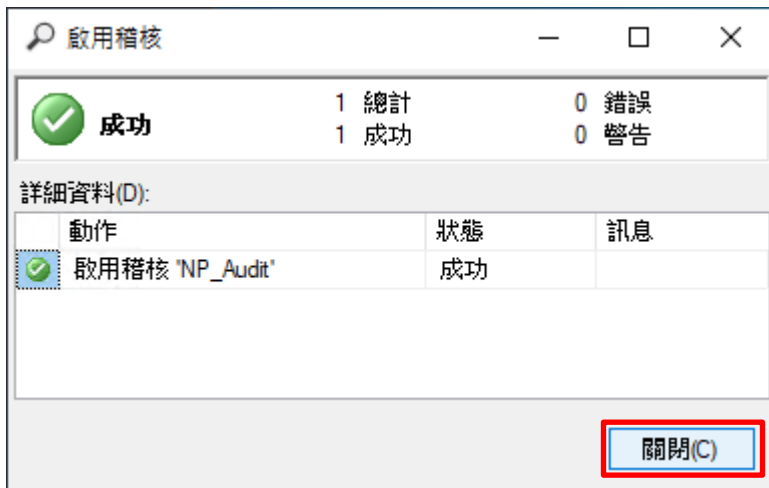 啟用稽核
成功
1 總計 0 錯誤
1 成功 0 警告
詳細資料(D):
動作 狀態 訊息
啟用稽核 'NP_Audit' 成功
關閉(C)